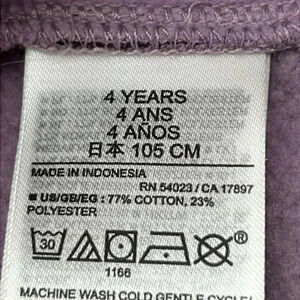 4 YEARS
4 ANS
4 AÑOS
日本 105 CM
MADE IN INDONESIA
RN 54023 / CA 17897
■ US/GB/EG: 77% COTTON, 23%
POLYESTER
30
1166
MACHINE WASH COLD GENTLE CYCLE/